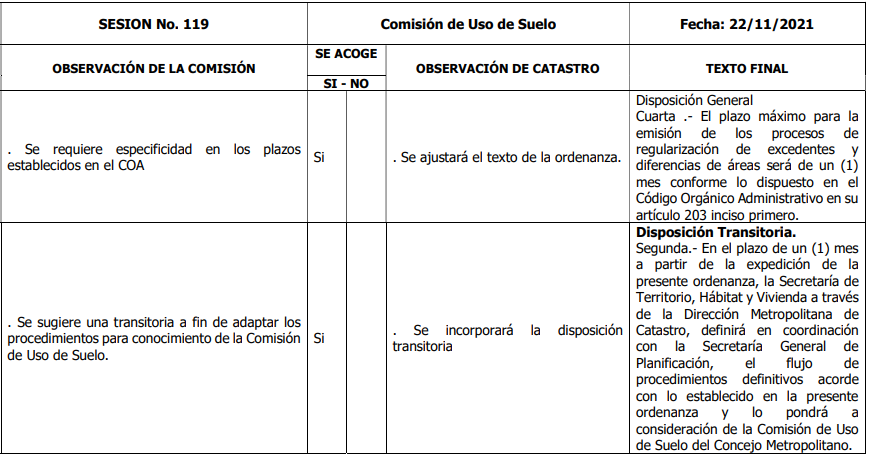 SESION No. 119
Comisión de Uso de Suelo
Fecha: 22/11/2021
OBSERVACIÓN DE LA COMISIÓN
SE ACOGE
SI - NO
OBSERVACIÓN DE CATASTRO
TEXTO FINAL
. Se requiere especificidad en los plazos
establecidos en el COA
Si
. Se ajustará el texto de la ordenanza.
Disposición General
Cuarta .- El plazo máximo para la
emisión de los procesos de
regularización de excedentes y
diferencias de áreas será de un (1)
mes conforme lo dispuesto en el
Código Orgánico Administrativo en su
artículo 203 inciso primero.
. Se sugiere una transitoria a fin de adaptar los
procedimientos para conocimiento de la Comisión
de Uso de Suelo.
Si
. Se incorporará la disposición
transitoria
Disposición Transitoria.
Segunda.- En el plazo de un (1) mes
a partir de la expedición de la
presente ordenanza, la Secretaría de
Territorio, Hábitat y Vivienda a través
de la Dirección Metropolitana de
Catastro, definirá en coordinación
con la Secretaría General de
Planificación, el flujo de
procedimientos definitivos acorde
con lo establecido en la presente
ordenanza y lo pondrá a
consideración de la Comisión de Uso
de Suelo del Concejo Metropolitano.